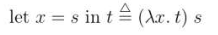 let x = s in t ≜ (λx. t) s